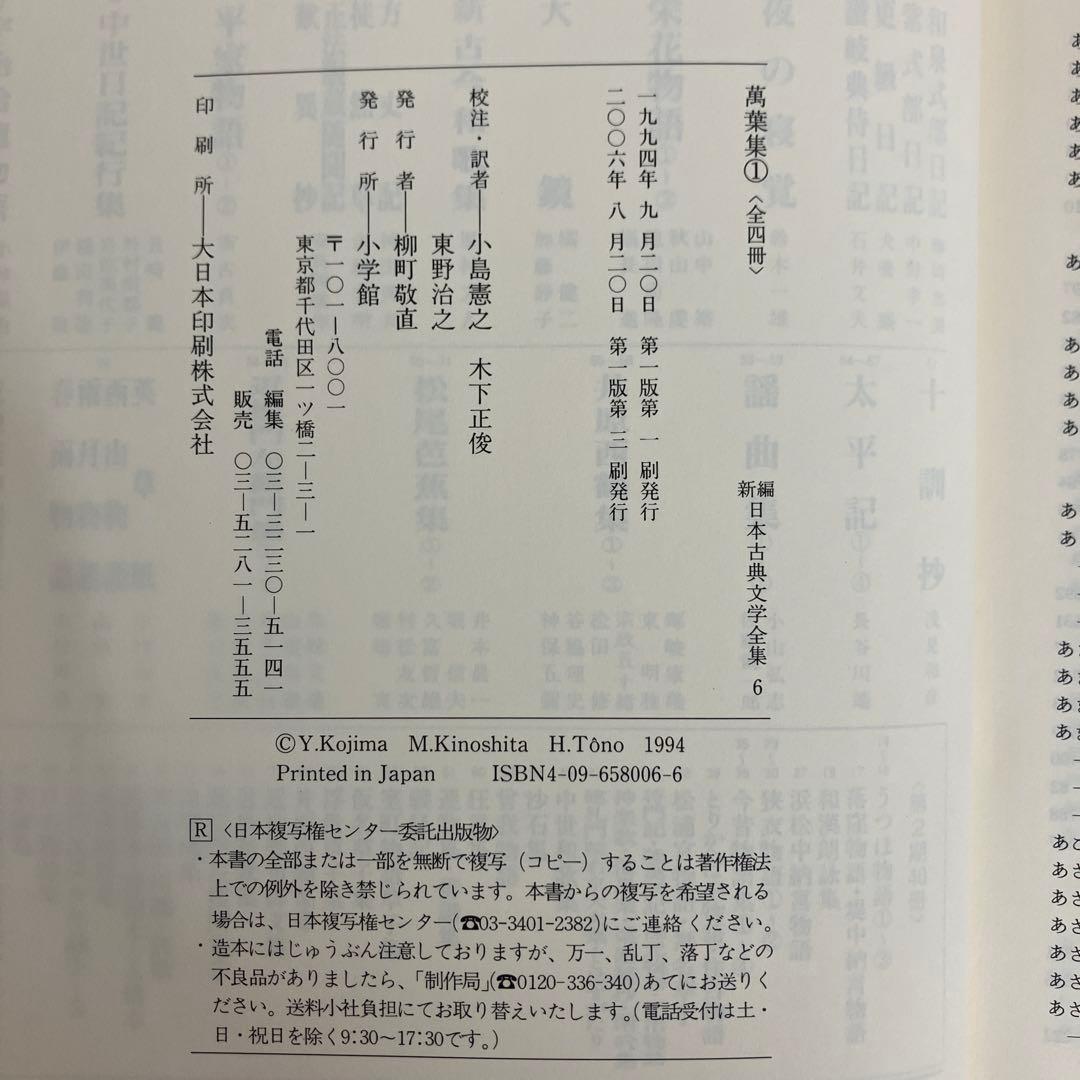 萬葉集①〈全四冊〉
新編 日本古典文学全集 6
一九九四年 九 月二〇日 第一版第 一 刷発行
二〇〇六年 八 月二〇日 第一版第 三 刷発行
校注・訳者──小島憲之 木下正俊
東野治之
発 行 者──柳町敬直
発 行 所──小学館
〒一〇一─八〇〇一
東京都千代田区一ツ橋二─三─一
電話 編集 〇三─三二三〇─五一四一
販売 〇三─五二八一─三五五五
印 刷 所──大日本印刷株式会社
©Y.Kojima M.Kinoshita H.Tôno 1994
Printed in Japan ISBN4-09-658006-6
R〈日本複写権センター委託出版物〉
・本書の全部または一部を無断で複写（コピー）することは著作権法
上での例外を除き禁じられています。本書からの複写を希望される
場合は、日本複写権センター(☎03-3401-2382)にご連絡ください。
・造本にはじゅうぶん注意しておりますが、万一、乱丁、落丁などの
不良品がありましたら、「制作局」(☎0120-336-340)あてにお送りく
ださい。送料小社負担にてお取り替えいたします。(電話受付は土・
日・祝日を除く9:30〜17:30です。)